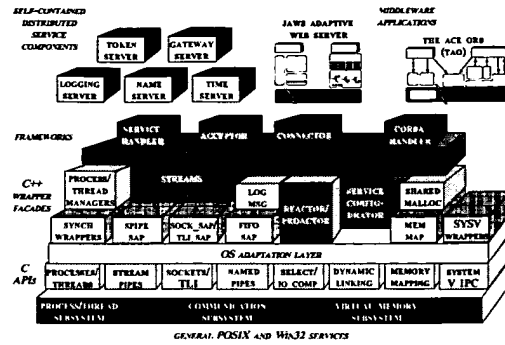 SELF-CONTAINED
DISTRIBUTED
SERVICE
COMPONENTS
TOKEN
SERVER
GATEWAY
SERVER
LOGGING
SERVER
NAME
SERVER
TIME
SERVER
JAWS ADAPTIVE
WEB SERVER
MIDDLEWARE
APPLICATIONS
THE ACE ORB
(TAO)
FRAMEWORKS
SERVICE
HANDLER
ACCEPTOR
CONNECTOR
CORBA
HANDLER
C++
WRAPPER
FACADES
PROCESS/
THREAD
MANAGERS
STREAMS
LOG
MSG
REACTOR/
PROACTOR
SERVICE
CONFIG-
URATOR
SHARED
MALLOC
SYNCH
WRAPPERS
SPIPE
SAP
SOCK_SAP/
TLI_SAP
FIFO
SAP
MEM
MAP
SYSV
WRAPPERS
OS ADAPTATION LAYER
C
APIS
PROCESSES/
THREADS
STREAM
PIPES
SOCKETS/
TLI
NAMED
PIPES
SELECT/
IO COMP
DYNAMIC
LINKING
MEMORY
MAPPING
SYSTEM
V IPC
PROCESS/THREAD
SUBSYSTEM
COMMUNICATION
SUBSYSTEM
VIRTUAL MEMORY
SUBSYSTEM
GENERAL POSIX AND WIN32 SERVICES